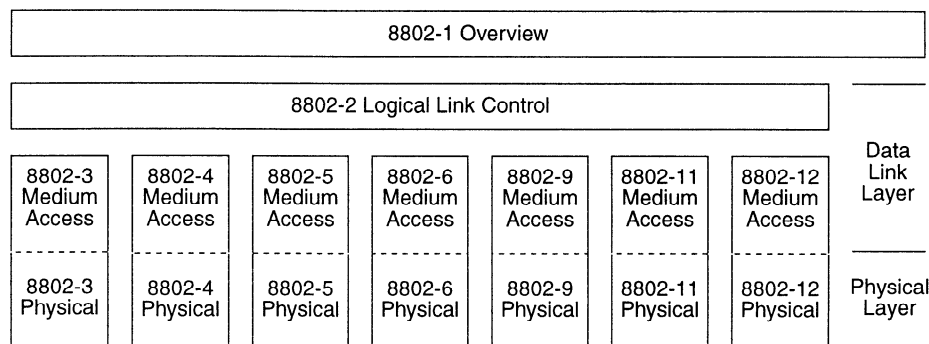 8802-1 Overview
8802-2 Logical Link Control
Data
Link
Layer
8802-3
Medium
Access
8802-4
Medium
Access
8802-5
Medium
Access
8802-6
Medium
Access
8802-9
Medium
Access
8802-11
Medium
Access
8802-12
Medium
Access
8802-3
Physical
8802-4
Physical
8802-5
Physical
8802-6
Physical
8802-9
Physical
8802-11
Physical
8802-12
Physical
Physical
Layer